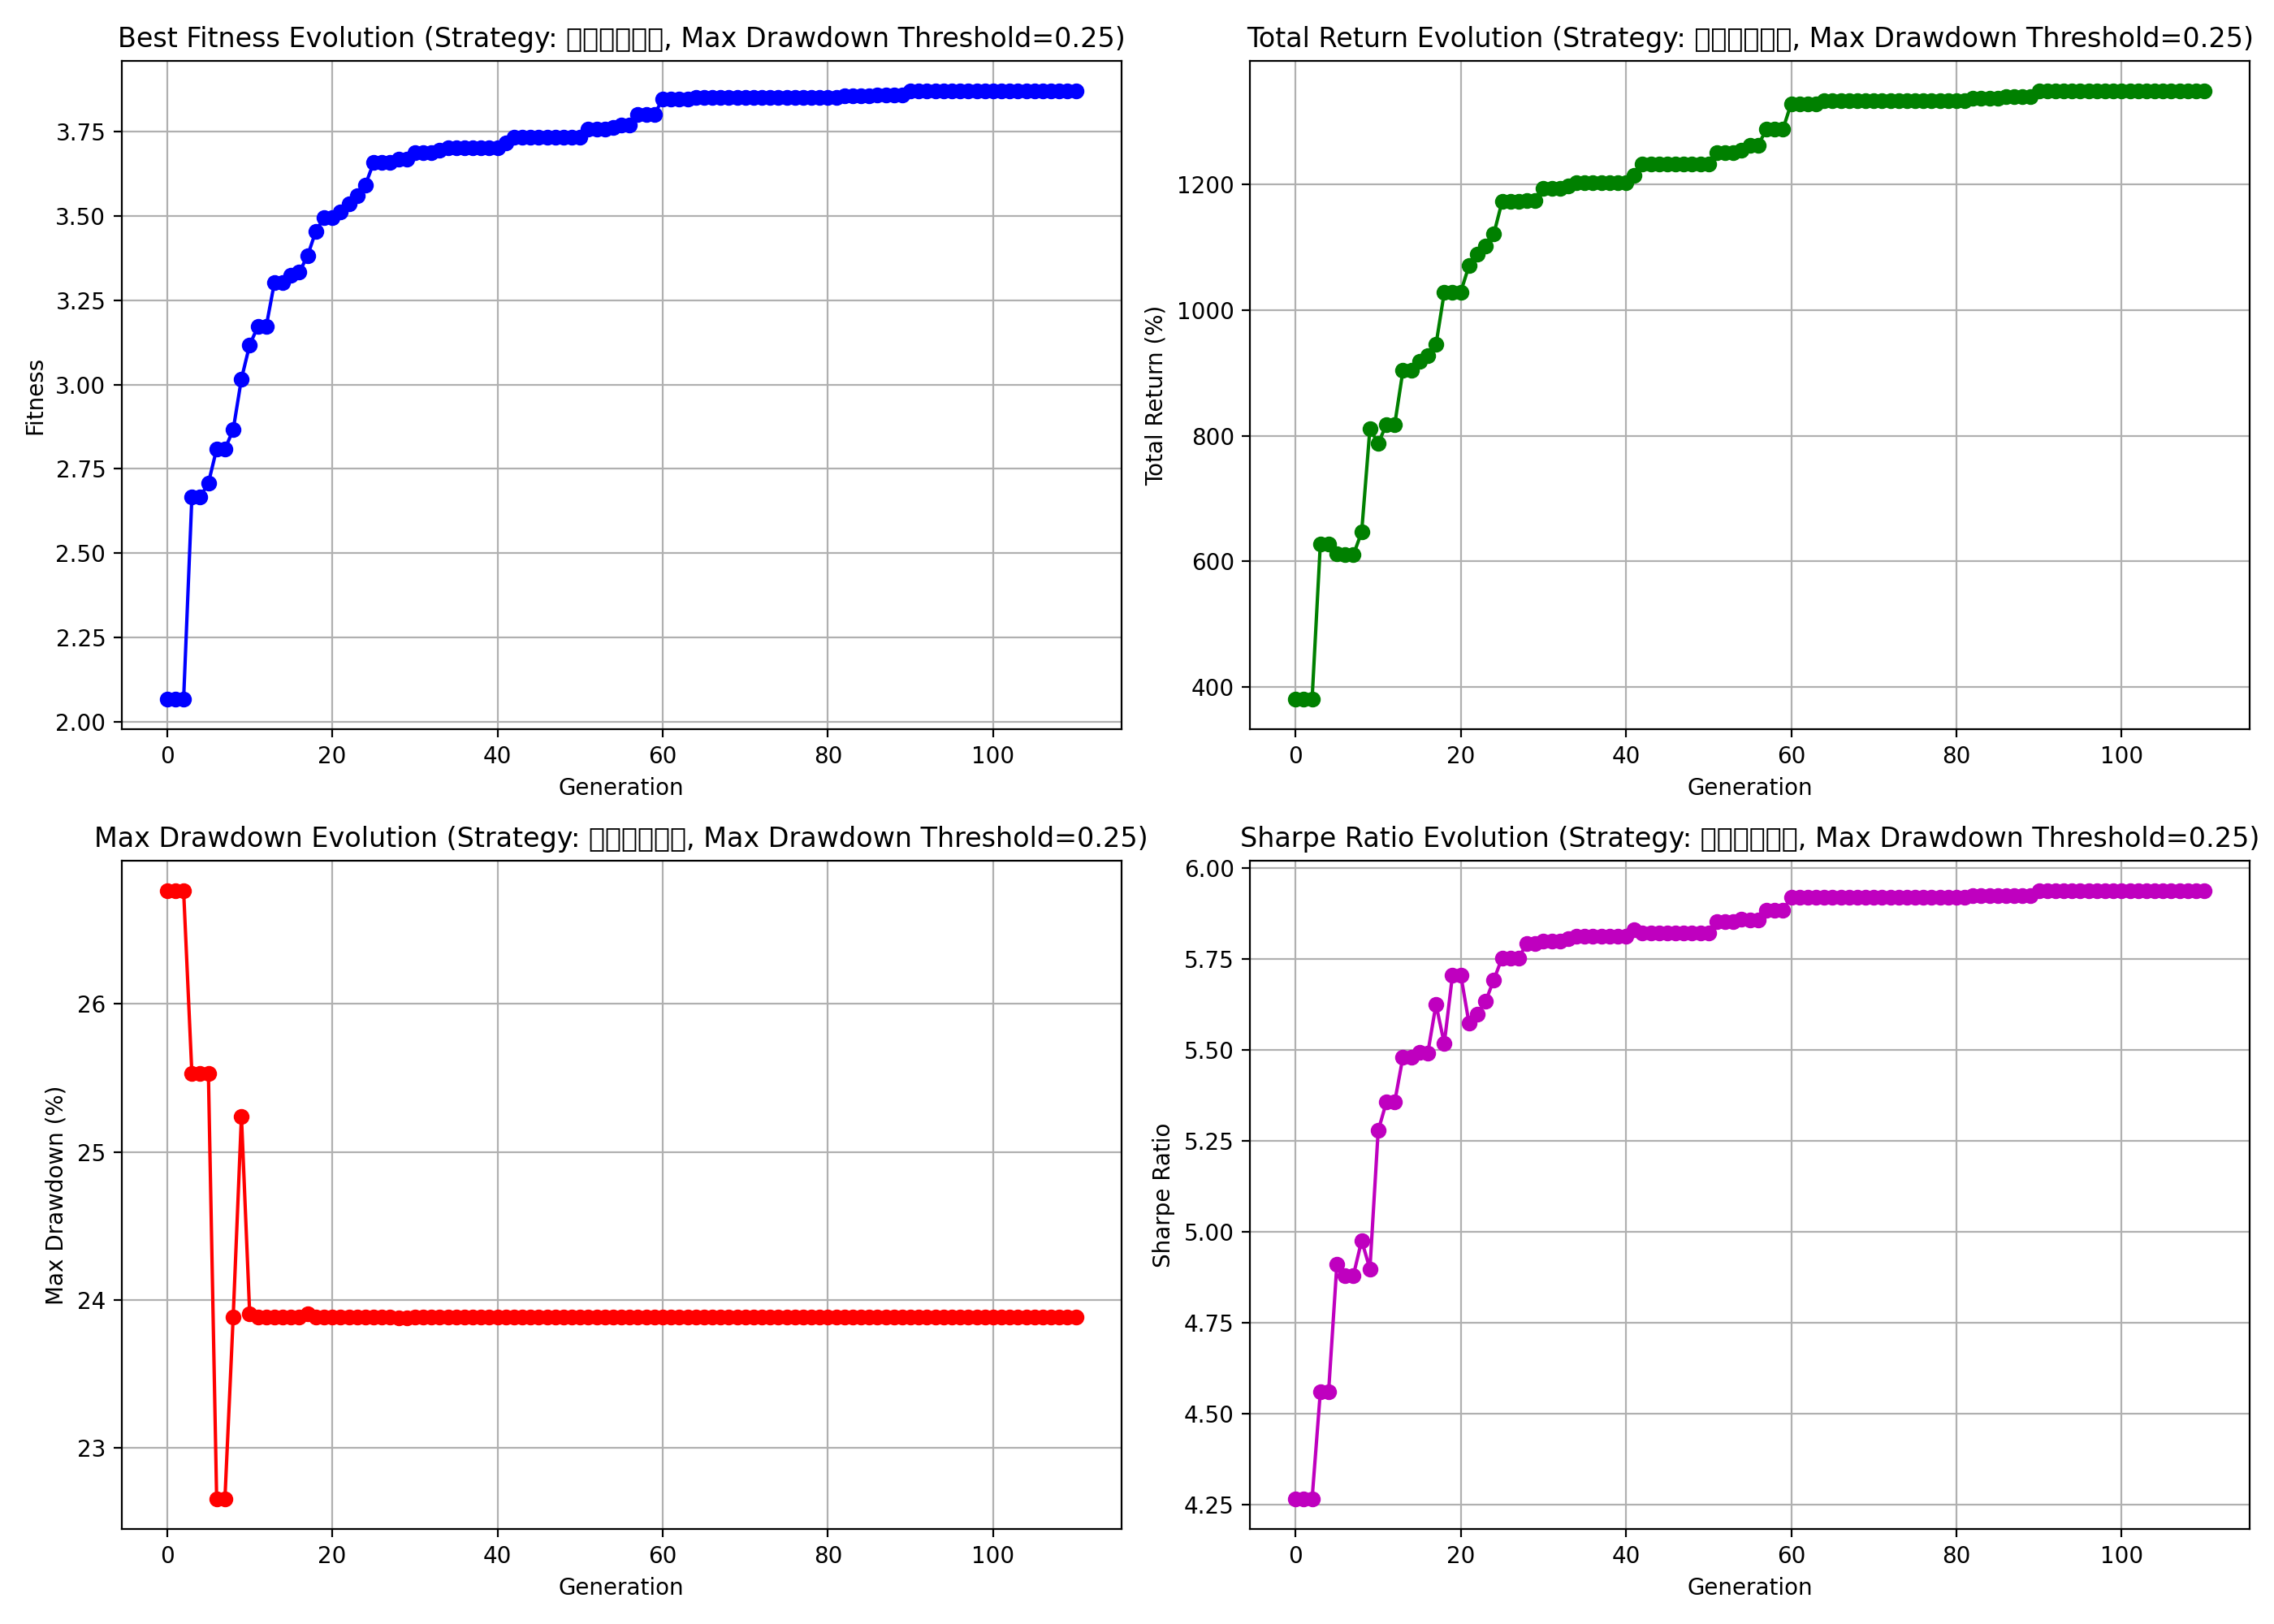 Best Fitness Evolution (Strategy: □□□□□□, Max Drawdown Threshold=0.25)
Fitness
3.75
3.50
3.25
3.00
2.75
2.50
2.25
2.00
0 20 40 60 80 100
Generation
Total Return Evolution (Strategy: □□□□□□, Max Drawdown Threshold=0.25)
Total Return (%)
1200
1000
800
600
400
0 20 40 60 80 100
Generation
Max Drawdown Evolution (Strategy: □□□□□□, Max Drawdown Threshold=0.25)
Max Drawdown (%)
26
25
24
23
0 20 40 60 80 100
Generation
Sharpe Ratio Evolution (Strategy: □□□□□□, Max Drawdown Threshold=0.25)
Sharpe Ratio
6.00
5.75
5.50
5.25
5.00
4.75
4.50
4.25
0 20 40 60 80 100
Generation